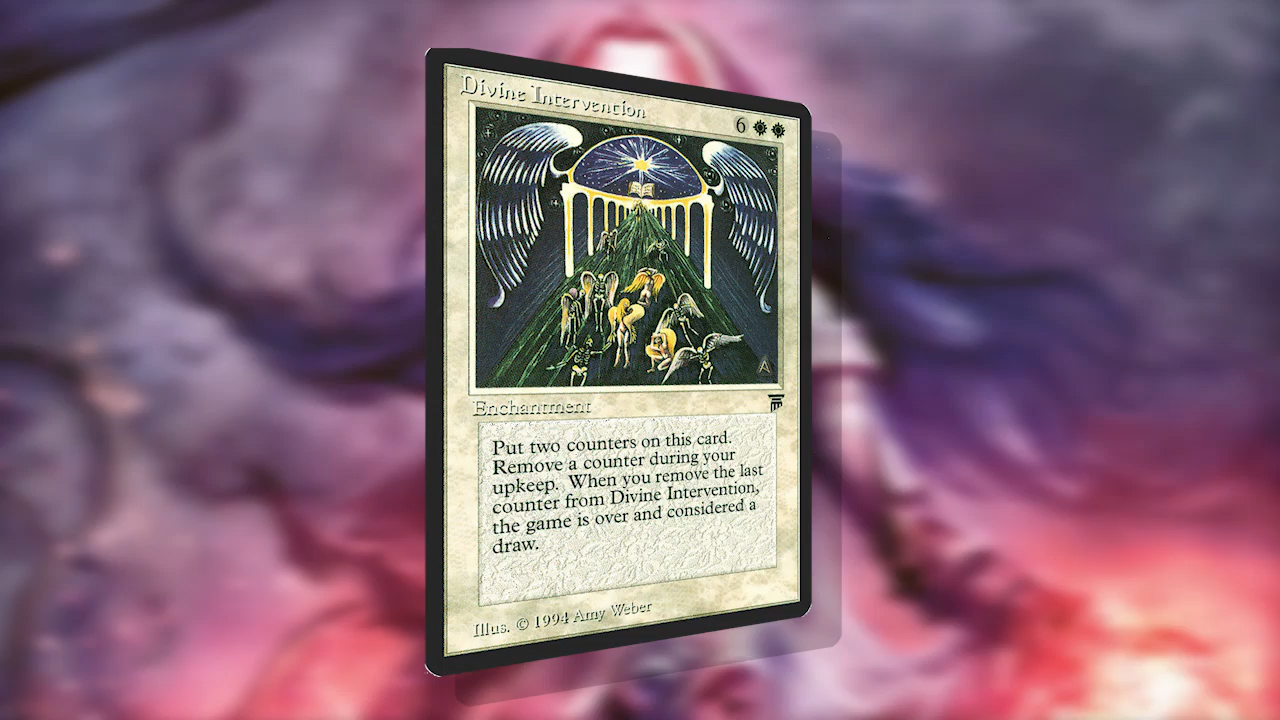 Divine Intervention
6
Enchantment
Put two counters on this card.
Remove a counter during your
upkeep. When you remove the last
counter from Divine Intervention,
the game is over and considered a
draw.
Illus. © 1994 Amy Weber